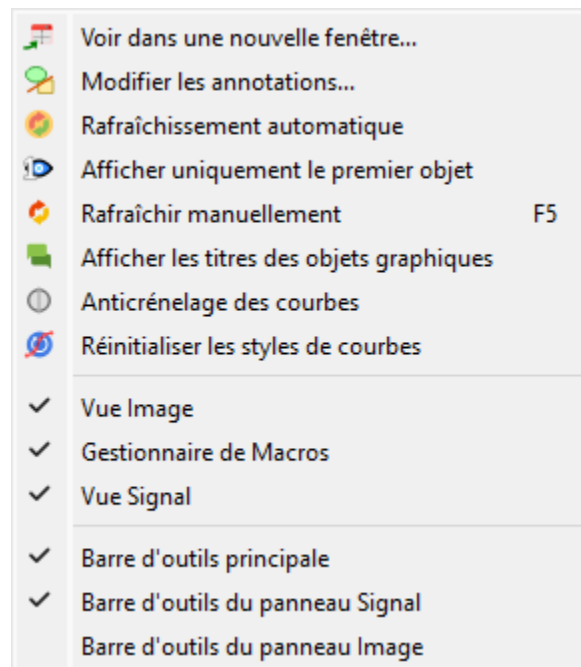 Voir dans une nouvelle fenêtre...
Modifier les annotations...
Rafraîchissement automatique
Afficher uniquement le premier objet
Rafraîchir manuellement F5
Afficher les titres des objets graphiques
Anticrénelage des courbes
Réinitialiser les styles de courbes
Vue Image
Gestionnaire de Macros
Vue Signal
Barre d'outils principale
Barre d'outils du panneau Signal
Barre d'outils du panneau Image